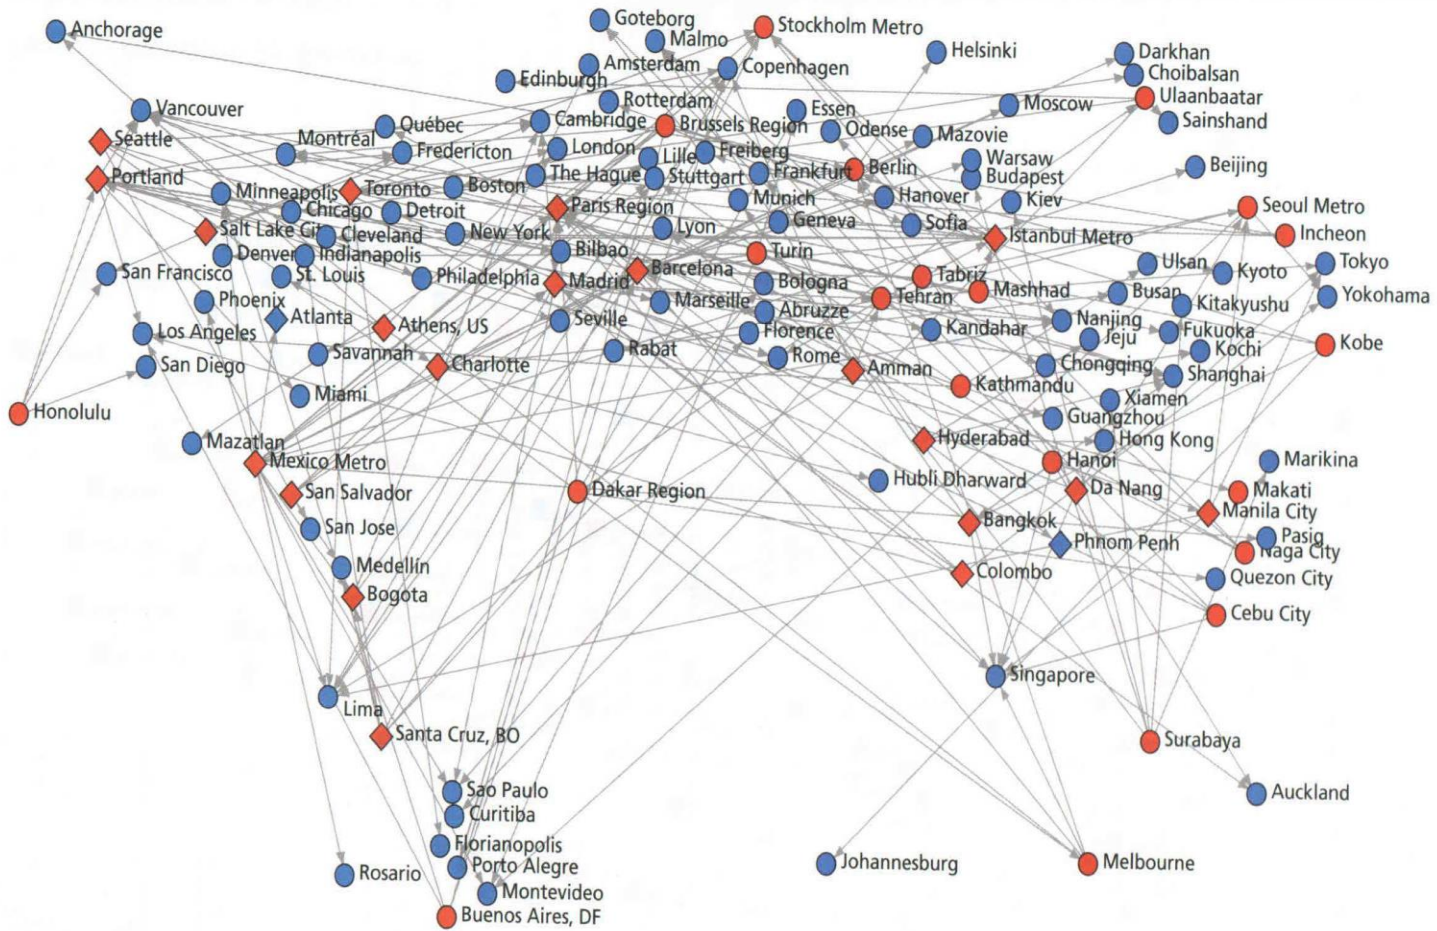 Anchorage
Goteborg
Stockholm Metro
Malmo
Helsinki
Darkhan
Amsterdam
Copenhagen
Choibalsan
Edinburgh
Ulaanbaatar
Rotterdam
Moscow
Vancouver
Essen
Sainshand
Québec
Cambridge
Brussels Region
Odense
Mazovie
Seattle
Montréal
Fredericton
London
Lille
Freiberg
Warsaw
Berlin
Beijing
Portland
The Hague
Stuttgart
Frankfurt
Budapest
Minneapolis
Toronto
Boston
Munich
Hanover
Kiev
Chicago
Detroit
Paris Region
Geneva
Sofia
Seoul Metro
Salt Lake City
Cleveland
New York
Lyon
Istanbul Metro
Incheon
Denver
Indianapolis
Bilbao
Turin
Ulsan
Kyoto
Tokyo
San Francisco
St. Louis
Philadelphia
Madrid
Barcelona
Bologna
Tabriz
Mashhad
Busan
Yokohama
Phoenix
Marseille
Abruzze
Tehran
Kitakyushu
Atlanta
Athens, US
Seville
Florence
Kandahar
Nanjing
Fukuoka
Los Angeles
Jeju
Kochi
Kobe
Savannah
Rabat
Rome
San Diego
Charlotte
Amman
Chongqing
Shanghai
Miami
Kathmandu
Xiamen
Honolulu
Guangzhou
Mazatlan
Hyderabad
Hong Kong
Mexico Metro
Hanoi
Marikina
San Salvador
Dakar Region
Hubli Dharward
Da Nang
Makati
Manila City
San Jose
Bangkok
Phnom Penh
Pasig
Naga City
Medellín
Colombo
Quezon City
Bogota
Cebu City
Singapore
Lima
Santa Cruz, BO
Surabaya
Sao Paulo
Auckland
Curitiba
Florianopolis
Rosario
Porto Alegre
Johannesburg
Melbourne
Montevideo
Buenos Aires, DF